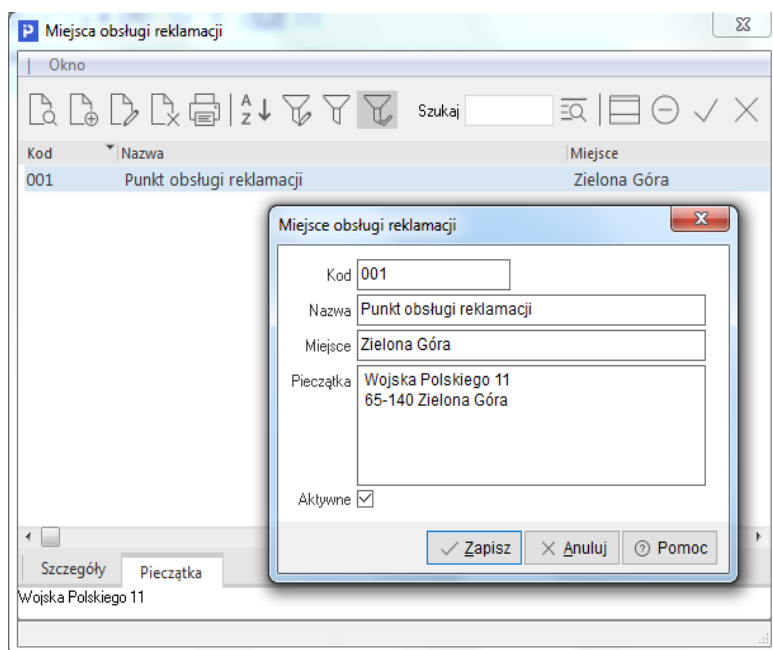 Miejsca obsługi reklamacji
Okno
Szukaj
Kod Nazwa Miejsce
001 Punkt obsługi reklamacji Zielona Góra
Miejsce obsługi reklamacji
Kod 001
Nazwa Punkt obsługi reklamacji
Miejsce Zielona Góra
Pieczątka Wojska Polskiego 11
65-140 Zielona Góra
Aktywne
Zapisz Anuluj Pomoc
Szczegóły Pieczątka
Wojska Polskiego 11